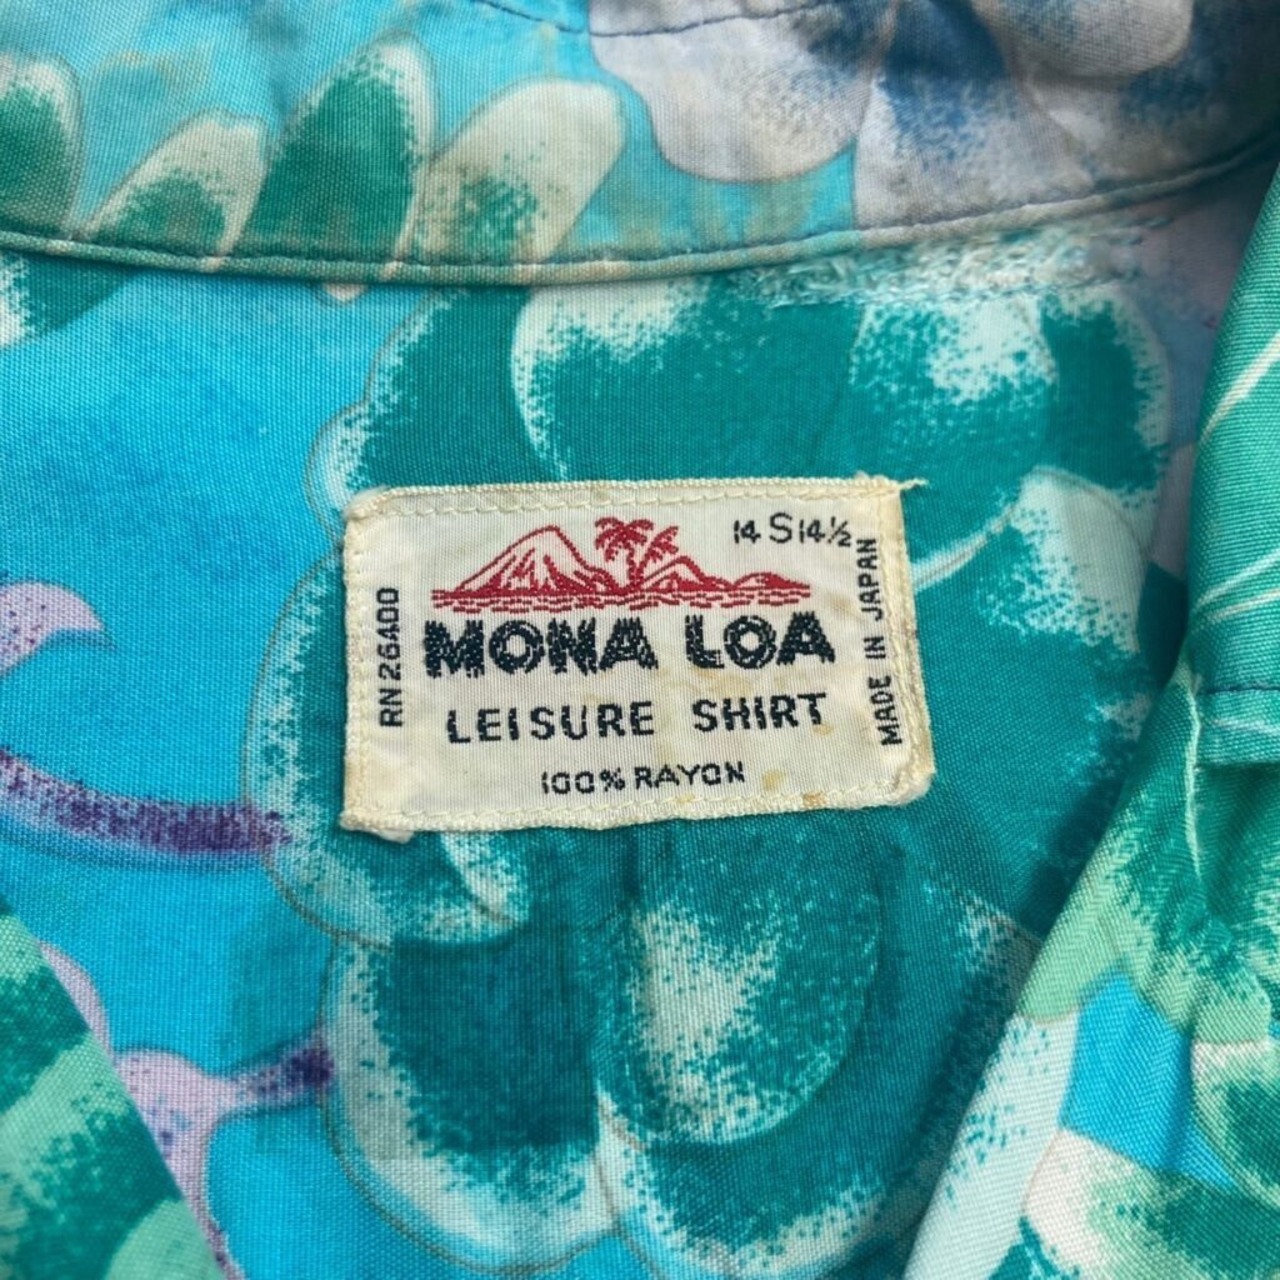 14 S 14½
MONA LOA
LEISURE SHIRT
100% RAYON
RN 26400
MADE IN JAPAN